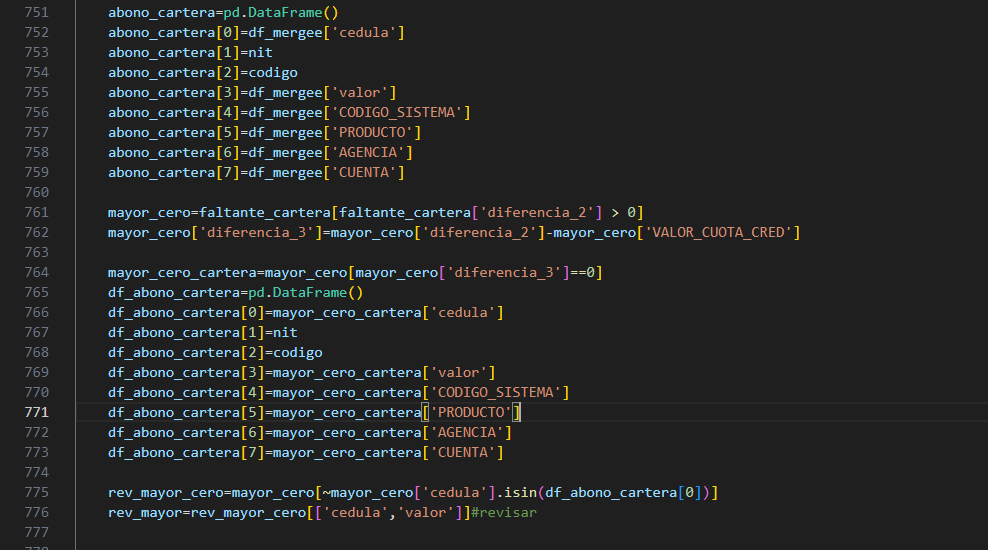 751 abono_cartera=pd.DataFrame()
752 abono_cartera[0]=df_mergee['cedula']
753 abono_cartera[1]=nit
754 abono_cartera[2]=codigo
755 abono_cartera[3]=df_mergee['valor']
756 abono_cartera[4]=df_mergee['CODIGO_SISTEMA']
757 abono_cartera[5]=df_mergee['PRODUCTO']
758 abono_cartera[6]=df_mergee['AGENCIA']
759 abono_cartera[7]=df_mergee['CUENTA']
760
761 mayor_cero=faltante_cartera[faltante_cartera['diferencia_2'] > 0]
762 mayor_cero['diferencia_3']=mayor_cero['diferencia_2']-mayor_cero['VALOR_CUOTA_CRED']
763
764 mayor_cero_cartera=mayor_cero[mayor_cero['diferencia_3']==0]
765 df_abono_cartera=pd.DataFrame()
766 df_abono_cartera[0]=mayor_cero_cartera['cedula']
767 df_abono_cartera[1]=nit
768 df_abono_cartera[2]=codigo
769 df_abono_cartera[3]=mayor_cero_cartera['valor']
770 df_abono_cartera[4]=mayor_cero_cartera['CODIGO_SISTEMA']
771 df_abono_cartera[5]=mayor_cero_cartera['PRODUCTO']
772 df_abono_cartera[6]=mayor_cero_cartera['AGENCIA']
773 df_abono_cartera[7]=mayor_cero_cartera['CUENTA']
774
775 rev_mayor_cero=mayor_cero[~mayor_cero['cedula'].isin(df_abono_cartera[0])]
776 rev_mayor=rev_mayor_cero[['cedula','valor']]#revisar
777